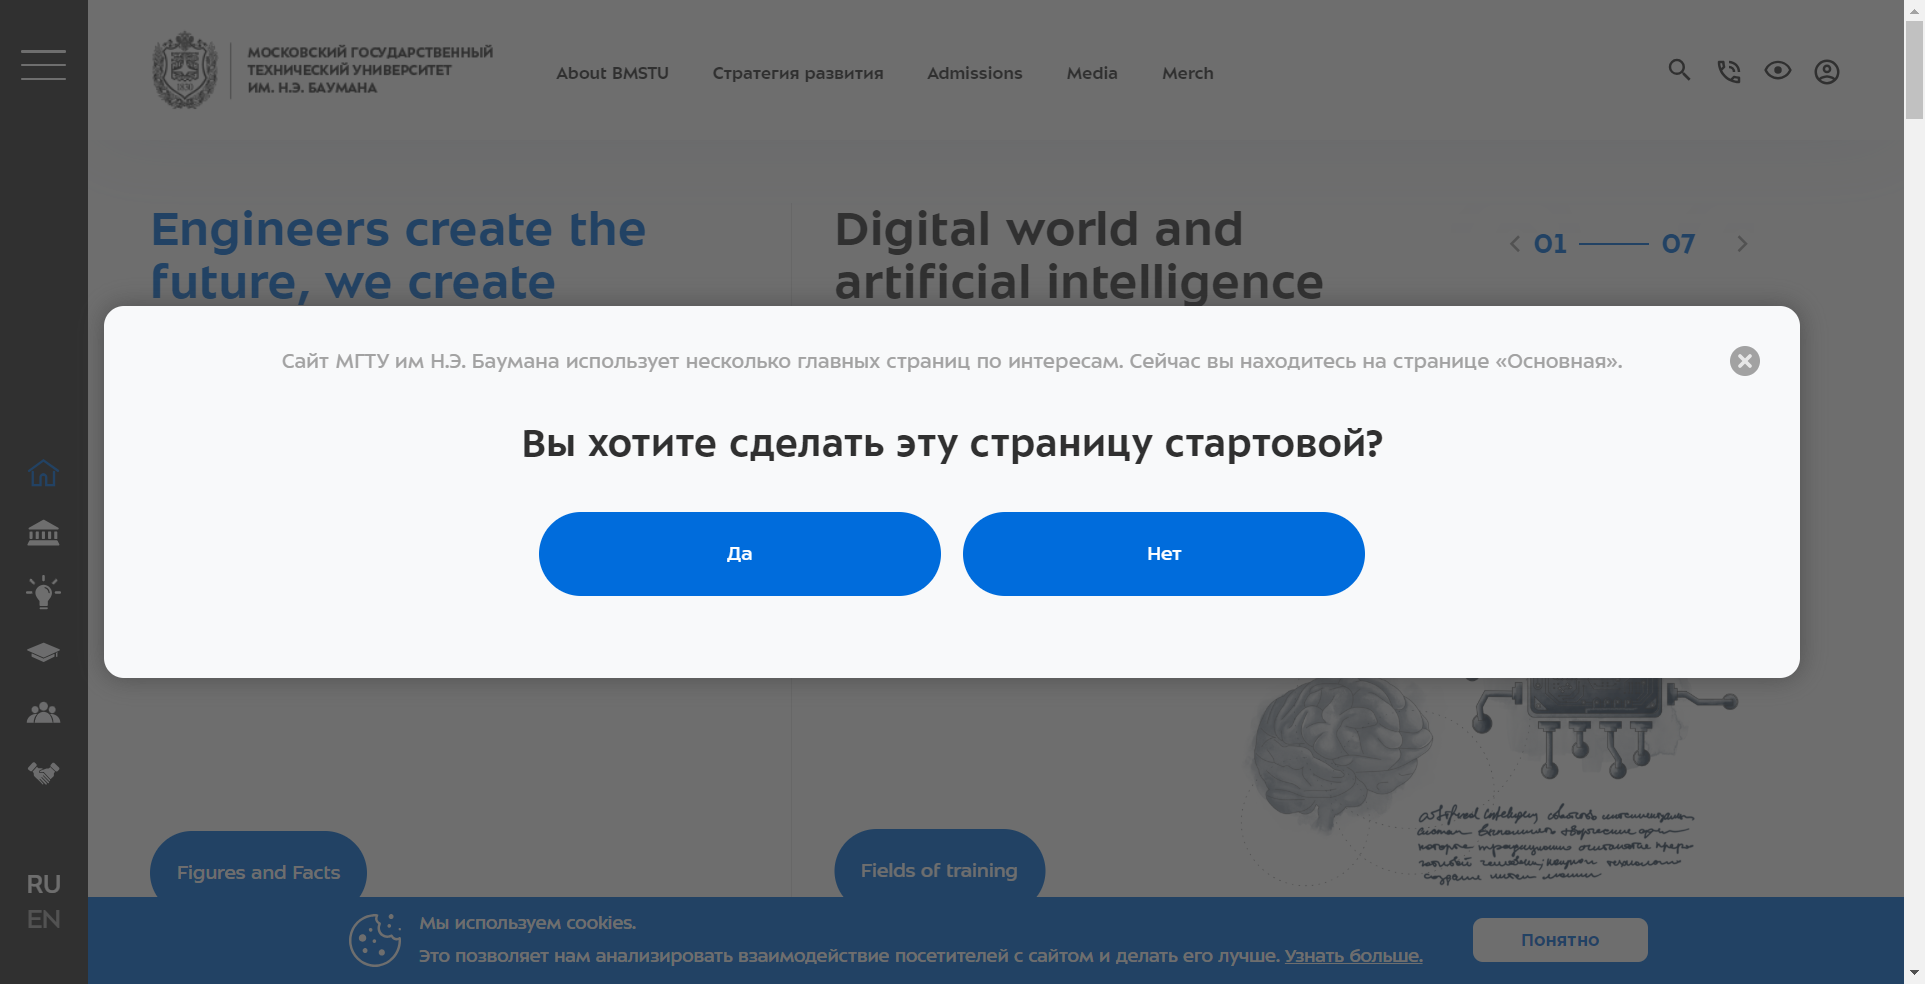 МОСКОВСКИЙ ГОСУДАРСТВЕННЫЙ
ТЕХНИЧЕСКИЙ УНИВЕРСИТЕТ
ИМ. Н.Э. БАУМАНА
1830
About BMSTU
Стратегия развития
Admissions
Media
Merch
Engineers create the
future, we create
Digital world and
artificial intelligence
01
07
Сайт МГТУ им Н.Э. Баумана использует несколько главных страниц по интересам. Сейчас вы находитесь на странице «Основная».
Вы хотите сделать эту страницу стартовой?
Да
Нет
Figures and Facts
Fields of training
RU
EN
Мы используем cookies.
Это позволяет нам анализировать взаимодействие посетителей с сайтом и делать его лучше. Узнать больше.
Понятно